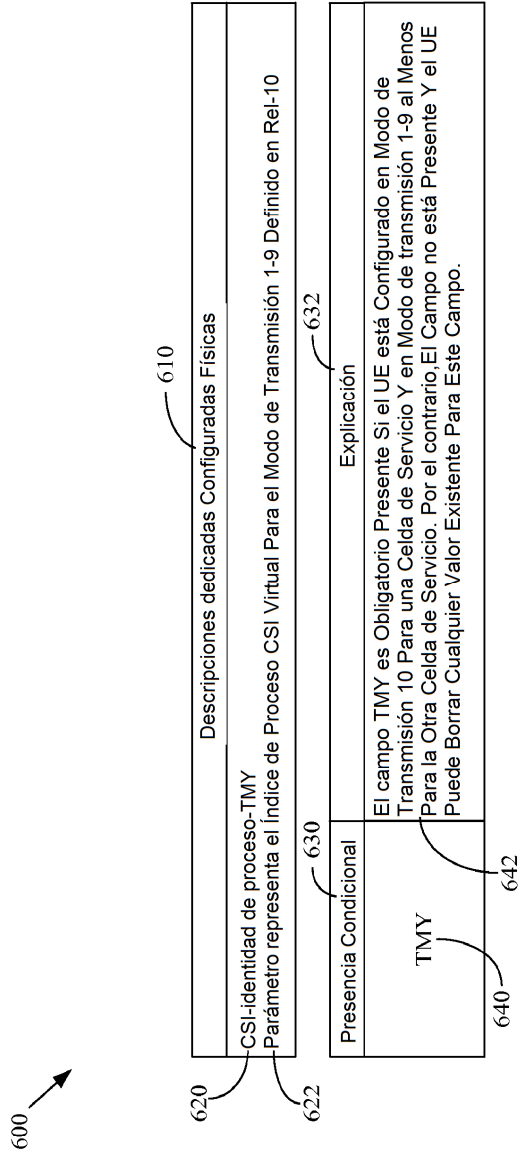 600
610
Descripciones dedicadas Configuradas Físicas
620
CSI-identidad de proceso-TMY
Parámetro representa el Índice de Proceso CSI Virtual Para el Modo de Transmisión 1-9 Definido en Rel-10
622
630
632
Presencia Condicional
Explicación
TMY
640
El campo TMY es Obligatorio Presente Si el UE está Configurado en Modo de
Transmisión 10 Para una Celda de Servicio Y en Modo de transmisión 1-9 al Menos
Para la Otra Celda de Servicio. Por el contrario,El Campo no está Presente Y el UE
Puede Borrar Cualquier Valor Existente Para Este Campo.
642